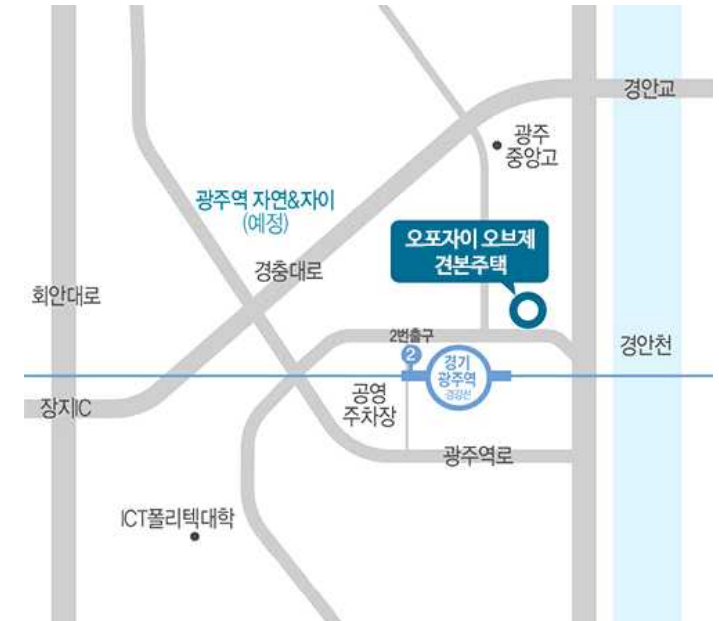 경안교
광주
중앙고
광주역 자연&자이
(예정)
오포자이 오브제
견본주택
경충대로
회안대로
2번출구
경안천
2
경기
광주역
경강선
공영
주차장
장지IC
광주역로
ICT폴리텍대학